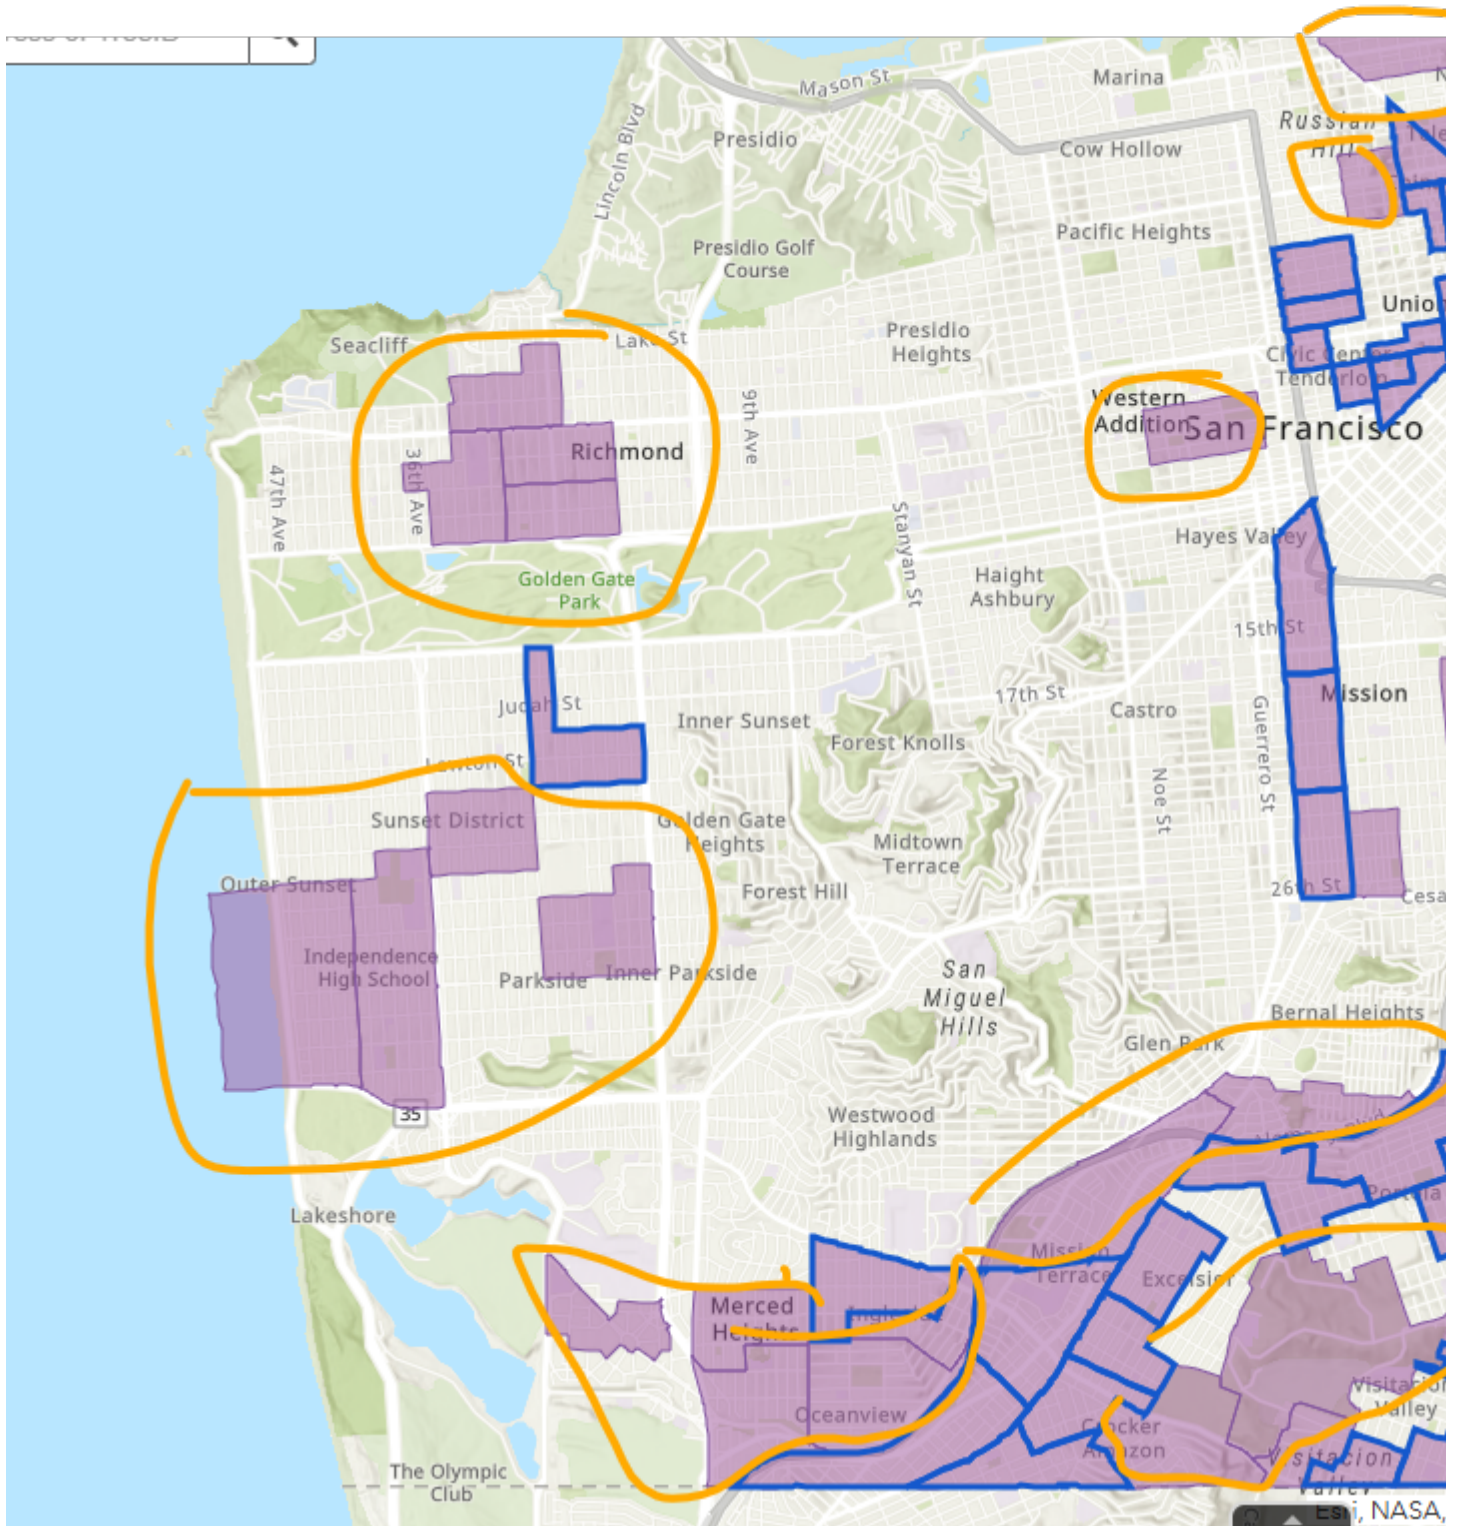 Mason St
Marina
Lincoln Blvd
Presidio
Russian
Hill
Cow Hollow
Pacific Heights
Presidio Golf
Course
Union
Seacliff
Lake St
Presidio
Heights
Civic Center
Tenderloin
Western
Addition
San Francisco
9th Ave
Richmond
36th Ave
47th Ave
Stanyan St
Hayes Valley
Golden Gate
Park
Haight
Ashbury
15th St
17th St
Mission
Judah St
Inner Sunset
Castro
Guerrero St
Forest Knolls
Lawton St
Noe St
Sunset District
Golden Gate
Heights
Midtown
Terrace
Outer Sunset
Forest Hill
26th St
Cesa
Independence
High School
Parkside
Inner Parkside
San
Miguel
Hills
Bernal Heights
Glen Park
35
Westwood
Highlands
Portola
Lakeshore
Mission
Terrace
Excelsior
Merced
Heights
Ingleside
Oceanview
Visitacion
Valley
Crocker
Amazon
Visitacion
Valley
The Olympic
Club
Esri, NASA,